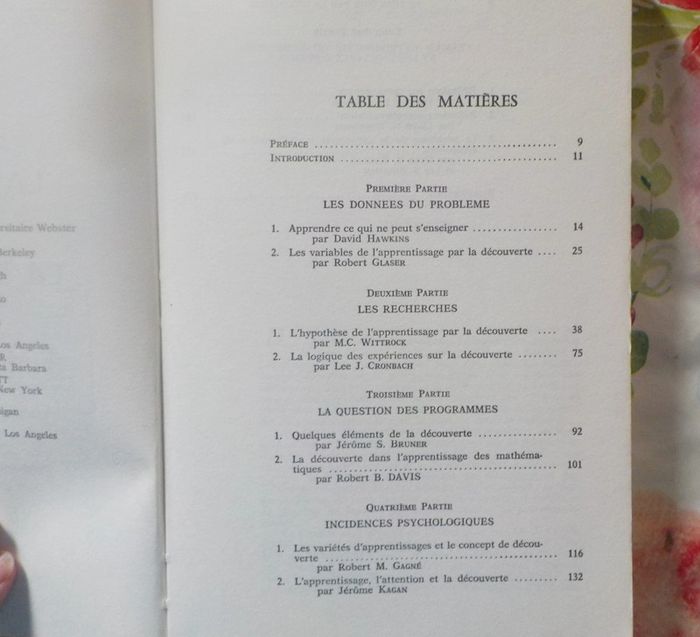 ersitaire Webster
Berkeley
Los Angeles
Barbara
New York
Los Angeles
TABLE DES MATIÈRES
PRÉFACE ................................................ 9
INTRODUCTION ........................................ 11
PREMIÈRE PARTIE
LES DONNEES DU PROBLEME
1. Apprendre ce qui ne peut s'enseigner ................ 14
par David HAWKINS
2. Les variables de l'apprentissage par la découverte .... 25
par Robert GLASER
DEUXIÈME PARTIE
LES RECHERCHES
1. L'hypothèse de l'apprentissage par la découverte .... 38
par M.C. WITTROCK
2. La logique des expériences sur la découverte ........ 75
par Lee J. CRONBACH
TROISIÈME PARTIE
LA QUESTION DES PROGRAMMES
1. Quelques éléments de la découverte ................ 92
par Jérôme S. BRUNER
2. La découverte dans l'apprentissage des mathéma-
tiques .............................................. 101
par Robert B. DAVIS
QUATRIÈME PARTIE
INCIDENCES PSYCHOLOGIQUES
1. Les variétés d'apprentissages et le concept de décou-
verte .............................................. 116
par Robert M. GAGNÉ
2. L'apprentissage, l'attention et la découverte ......... 132
par Jérôme KAGAN